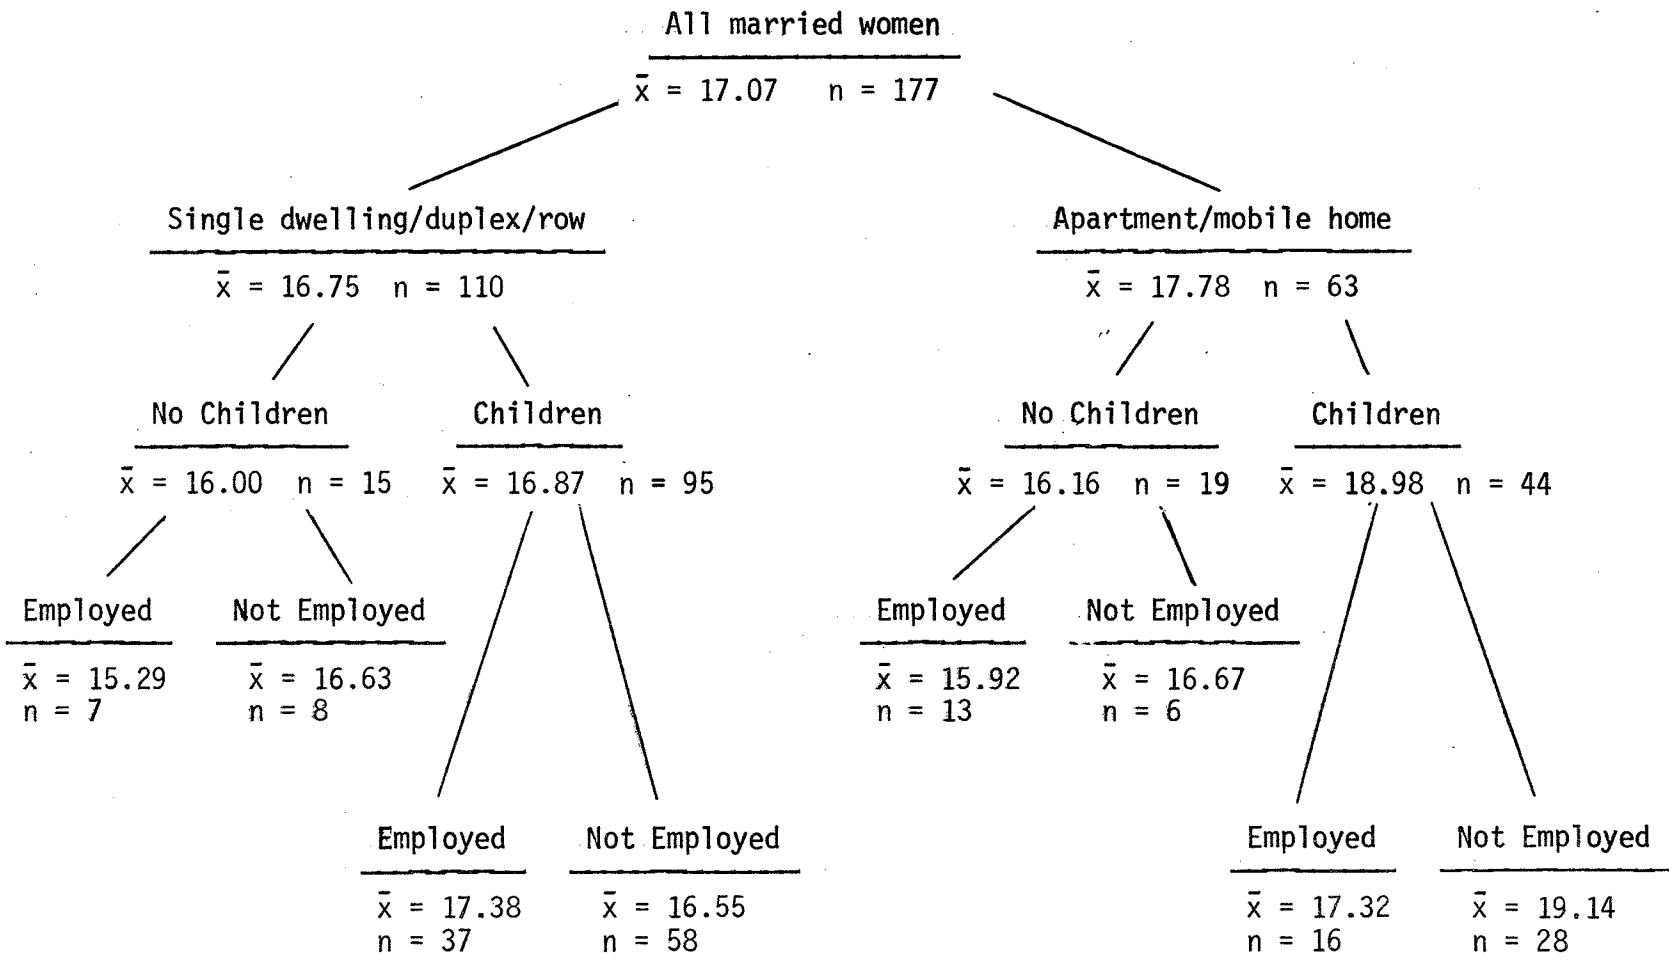 All married women
x̄ = 17.07 n = 177
Single dwelling/duplex/row Apartment/mobile home
x̄ = 16.75 n = 110 x̄ = 17.78 n = 63
No Children Children No Children Children
x̄ = 16.00 n = 15 x̄ = 16.87 n = 95 x̄ = 16.16 n = 19 x̄ = 18.98 n = 44
Employed Not Employed Employed Not Employed
x̄ = 15.29 x̄ = 16.63 x̄ = 15.92 x̄ = 16.67
n = 7 n = 8 n = 13 n = 6
Employed Not Employed Employed Not Employed
x̄ = 17.38 x̄ = 16.55 x̄ = 17.32 x̄ = 19.14
n = 37 n = 58 n = 16 n = 28